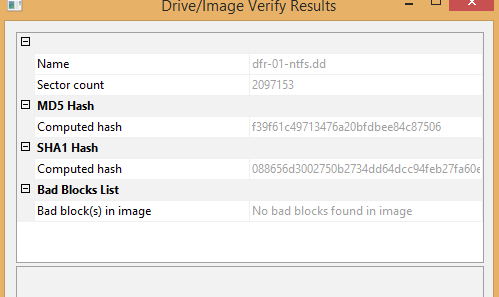 Drive/Image Verify Results
Name dfr-01-ntfs.dd
Sector count 2097153
MD5 Hash
Computed hash f39f61c49713476a20bfdbee84c87506
SHA1 Hash
Computed hash 088656d3002750b2734dd64dcc94feb27fa60e
Bad Blocks List
Bad block(s) in image No bad blocks found in image